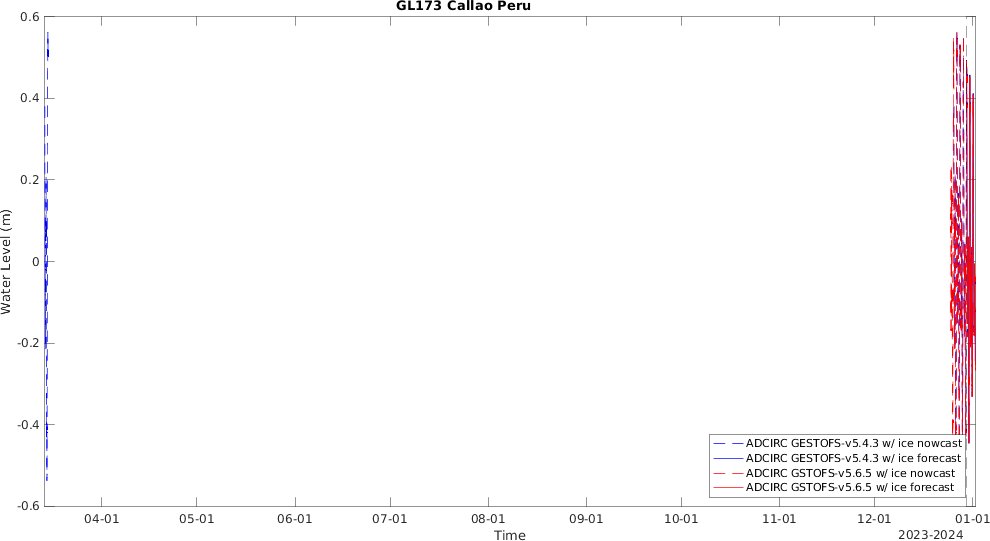 GL173 Callao Peru
Water Level (m)
0.6
0.4
0.2
0
-0.2
-0.4
-0.6
ADCIRC GESTOFS-v5.4.3 w/ ice nowcast
ADCIRC GESTOFS-v5.4.3 w/ ice forecast
ADCIRC GSTOFS-v5.6.5 w/ ice nowcast
ADCIRC GSTOFS-v5.6.5 w/ ice forecast
04-01 05-01 06-01 07-01 08-01 09-01 10-01 11-01 12-01 01-01
Time
2023-2024